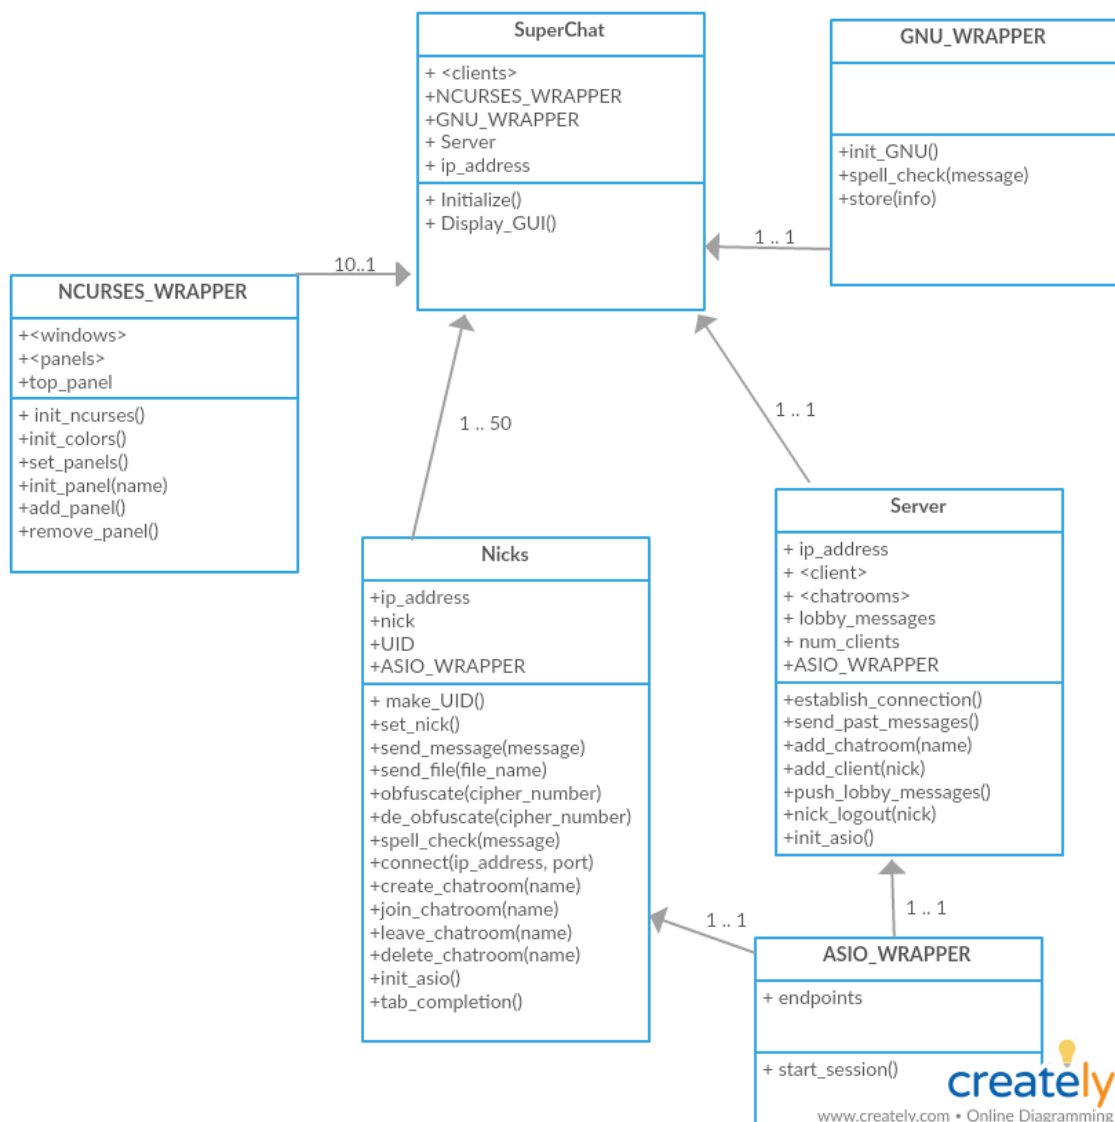 SuperChat
+ <clients>
+NCURSES_WRAPPER
+GNU_WRAPPER
+ Server
+ ip_address
+ Initialize()
+ Display_GUI()
GNU_WRAPPER
+init_GNU()
+spell_check(message)
+store(info)
1 .. 1
10..1
NCURSES_WRAPPER
+<windows>
+<panels>
+top_panel
+ init_ncurses()
+init_colors()
+set_panels()
+init_panel(name)
+add_panel()
+remove_panel()
1 .. 50
1 .. 1
Nicks
+ip_address
+nick
+UID
+ASIO_WRAPPER
+ make_UID()
+set_nick()
+send_message(message)
+send_file(file_name)
+obfuscate(cipher_number)
+de_obfuscate(cipher_number)
+spell_check(message)
+connect(ip_address, port)
+create_chatroom(name)
+join_chatroom(name)
+leave_chatroom(name)
+delete_chatroom(name)
+init_asio()
+tab_completion()
Server
+ ip_address
+ <client>
+ <chatrooms>
+ lobby_messages
+ num_clients
+ASIO_WRAPPER
+establish_connection()
+send_past_messages()
+add_chatroom(name)
+add_client(nick)
+push_lobby_messages()
+nick_logout(nick)
+init_asio()
1 .. 1
1 .. 1
ASIO_WRAPPER
+ endpoints
+ start_session()
creately
www.creately.com • Online Diagramming